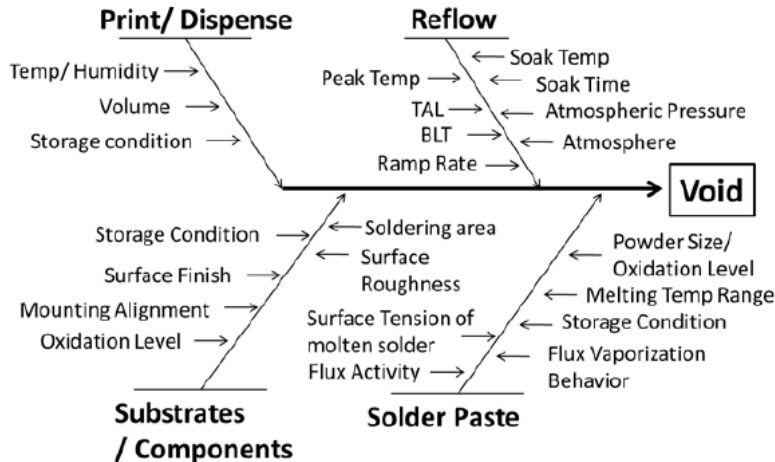 Print/ Dispense
Temp/ Humidity
Volume
Storage condition
Reflow
Soak Temp
Peak Temp
Soak Time
TAL
Atmospheric Pressure
BLT
Atmosphere
Ramp Rate
Void
Storage Condition
Soldering area
Surface
Roughness
Surface Finish
Mounting Alignment
Oxidation Level
Substrates
/ Components
Powder Size/
Oxidation Level
Melting Temp Range
Storage Condition
Surface Tension of
molten solder
Flux Vaporization
Behavior
Flux Activity
Solder Paste